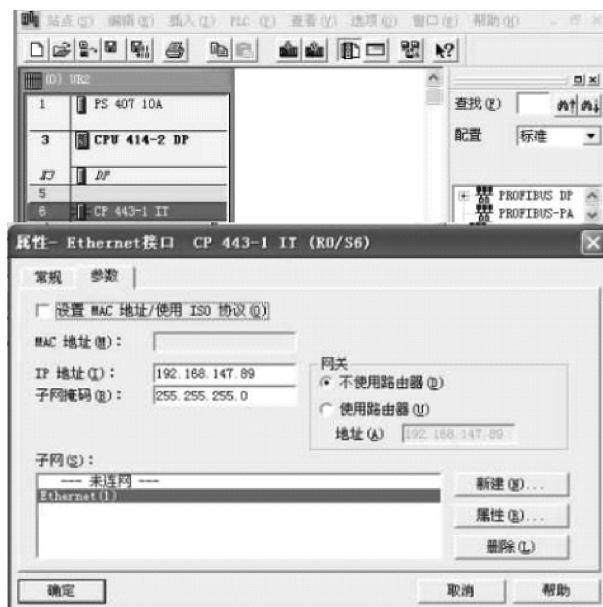 站点(S) 编辑(E) 插入(I) PLC (P) 查看(V) 选项(O) 窗口(W) 帮助(H)
(0) UR2
1 PS 407 10A
3 CPU 414-2 DP
X3 DP
5
6 CP 443-1 IT
查找(F)
配置 标准
PROFIBUS DP
PROFIBUS-PA
属性- Ethernet接口 CP 443-1 IT (R0/S6)
常规 参数
设置 MAC 地址/使用 ISO 协议(O)
MAC 地址(M):
IP 地址(I): 192.168.147.89
子网掩码(B): 255.255.255.0
网关
不使用路由器(D)
使用路由器(U)
地址(A) 192.168.147.89
子网(S):
--- 未连网 ---
Ethernet(1)
新建(N)...
属性(R)...
删除(L)
确定 取消 帮助